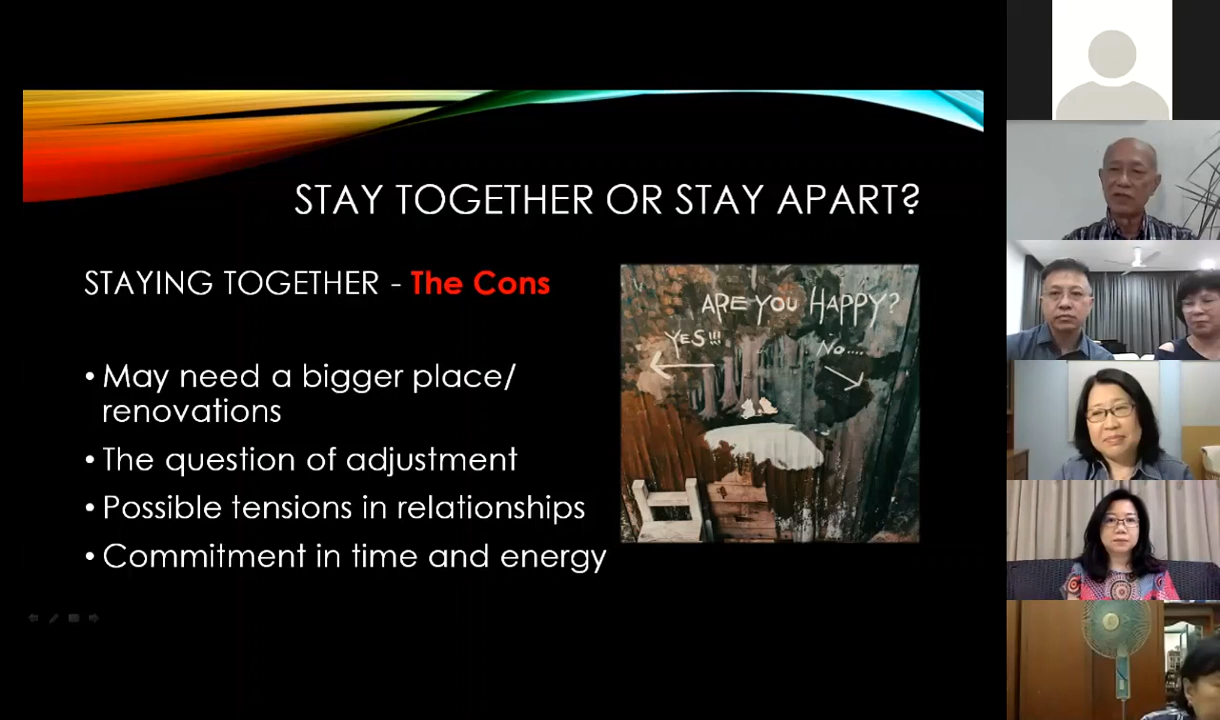 STAY TOGETHER OR STAY APART?
STAYING TOGETHER - The Cons
• May need a bigger place/
renovations
• The question of adjustment
• Possible tensions in relationships
• Commitment in time and energy
ARE YOU HAPPY?
YES!!!
No....